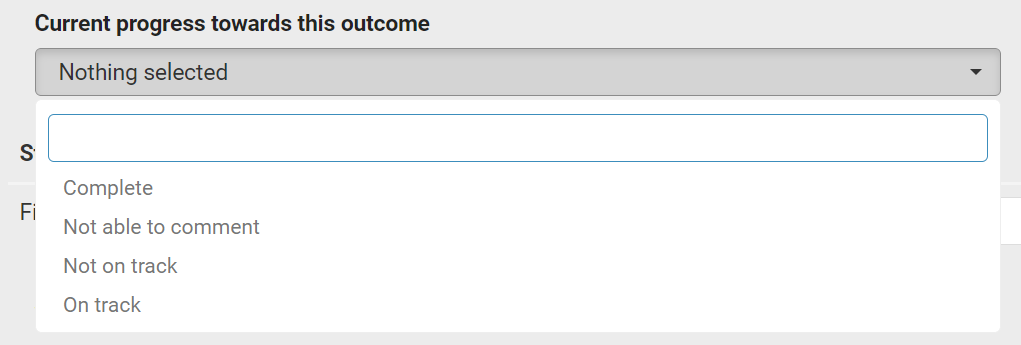 Current progress towards this outcome
Nothing selected
Complete
Not able to comment
Not on track
On track